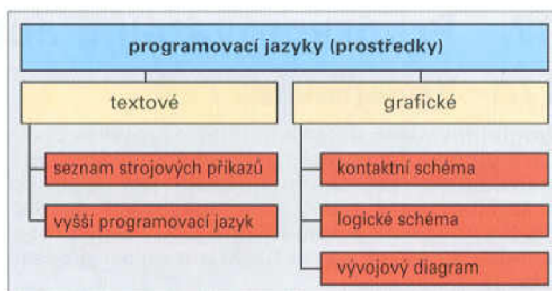 programovací jazyky (prostředky)
textové
grafické
seznam strojových příkazů
kontaktní schéma
vyšší programovací jazyk
logické schéma
vývojový diagram